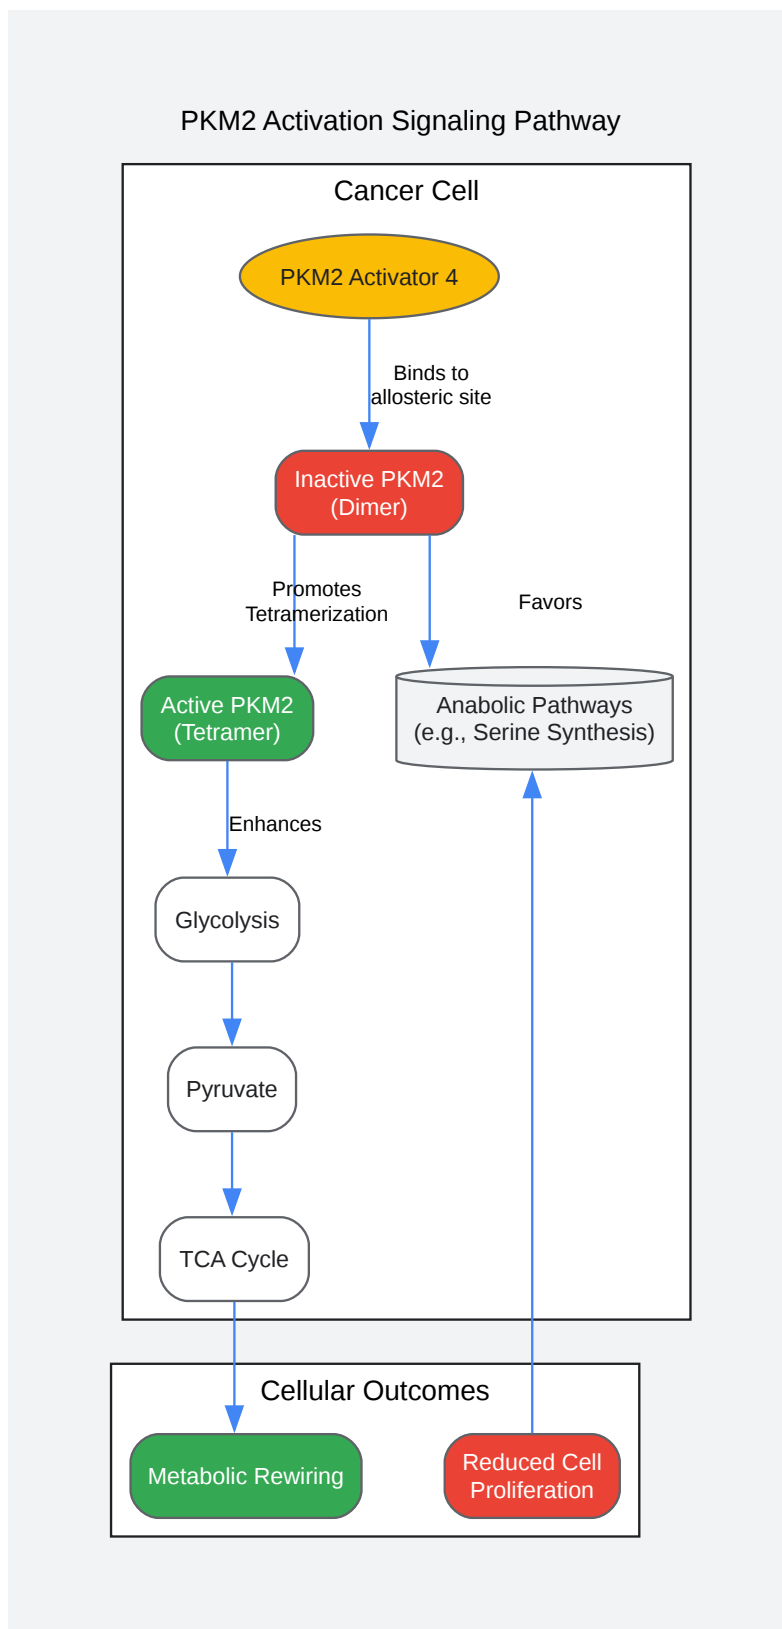 PKM2 Activation Signaling Pathway
Cancer Cell
PKM2 Activator 4
Binds to
allosteric site
Inactive PKM2
(Dimer)
Promotes
Tetramerization
Favors
Active PKM2
(Tetramer)
Anabolic Pathways
(e.g., Serine Synthesis)
Enhances
Glycolysis
Pyruvate
TCA Cycle
Cellular Outcomes
Metabolic Rewiring
Reduced Cell
Proliferation